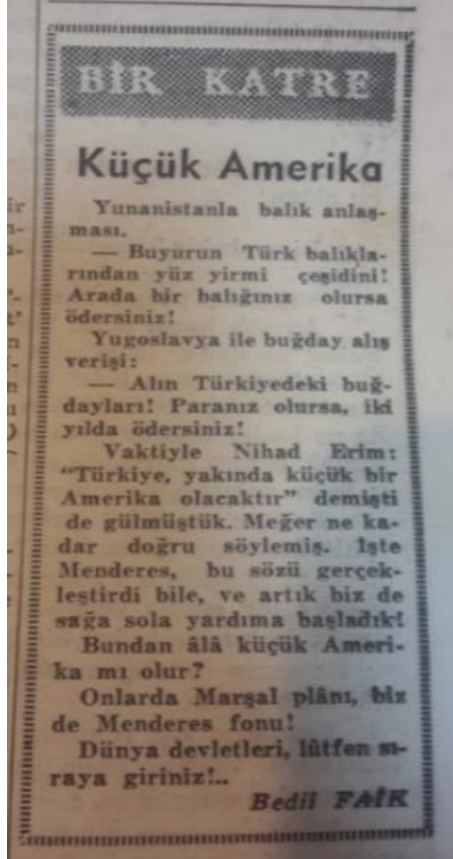 BİR KATRE
Küçük Amerika
Yunanistanla balık anlaş-
ması.
— Buyurun Türk balıkla-
rından yüz yirmi çeşidini!
Arada bir balığınız olursa
ödersiniz!
Yugoslavya ile buğday alış
verişi:
— Alın Türkiyedeki buğ-
dayları! Paranız olursa, iki
yılda ödersiniz!
Vaktiyle Nihad Erim:
"Türkiye, yakında küçük bir
Amerika olacaktır" demişti
de gülmüştük. Meğer ne ka-
dar doğru söylemiş. İşte
Menderes, bu sözü gerçek-
leştirdi bile, ve artık biz de
sağa sola yardıma başladık!
Bundan âlâ küçük Ameri-
ka mı olur?
Onlarda Marşal plânı, biz
de Menderes fonu!
Dünya devletleri, lûtfen sı-
raya giriniz!..
Bedii FAİK